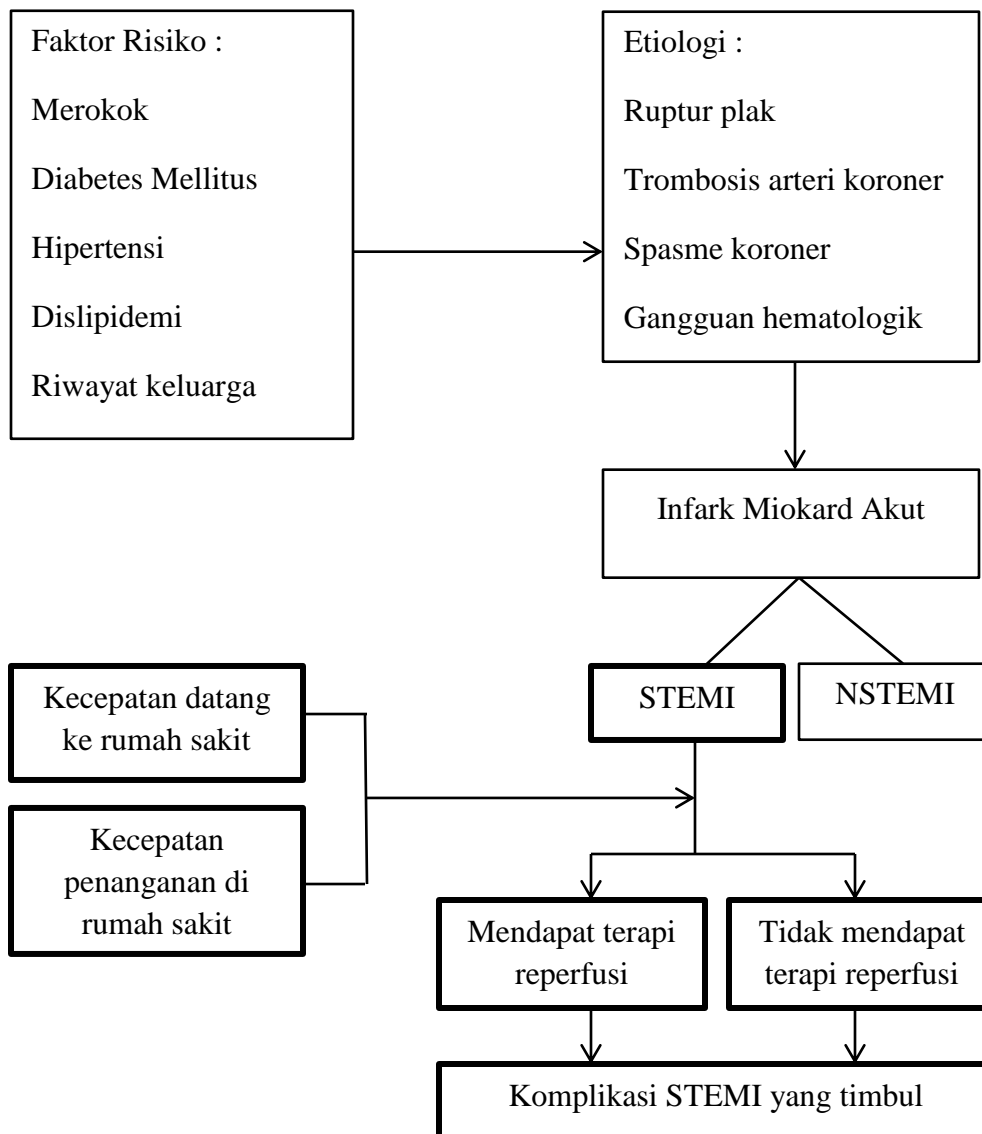 Faktor Risiko :
Merokok
Diabetes Mellitus
Hipertensi
Dislipidemi
Riwayat keluarga
Etiologi :
Ruptur plak
Trombosis arteri koroner
Spasme koroner
Gangguan hematologik
Infark Miokard Akut
STEMI
NSTEMI
Kecepatan datang
ke rumah sakit
Kecepatan
penanganan di
rumah sakit
Mendapat terapi
reperfusi
Tidak mendapat
terapi reperfusi
Komplikasi STEMI yang timbul